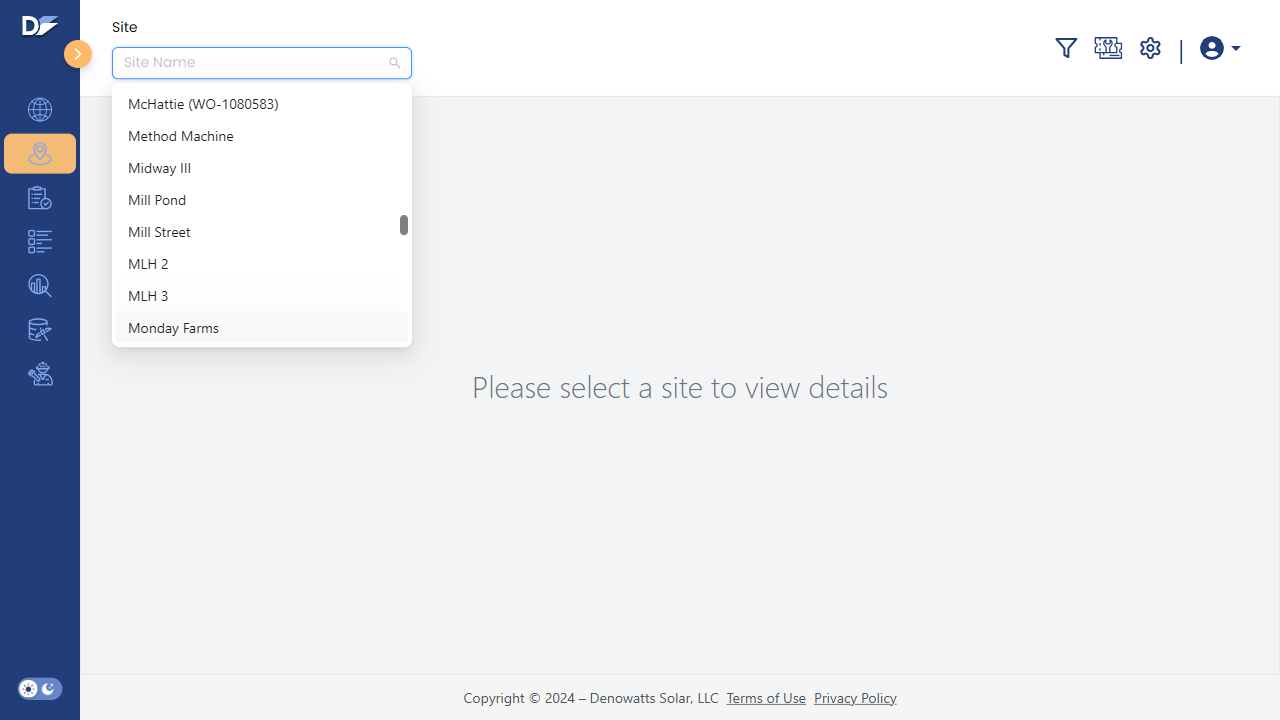 Site
Site Name
McHattie (WO-1080583)
Method Machine
Midway III
Mill Pond
Mill Street
MLH 2
MLH 3
Monday Farms
Please select a site to view details
Copyright © 2024 – Denowatts Solar, LLC Terms of Use Privacy Policy